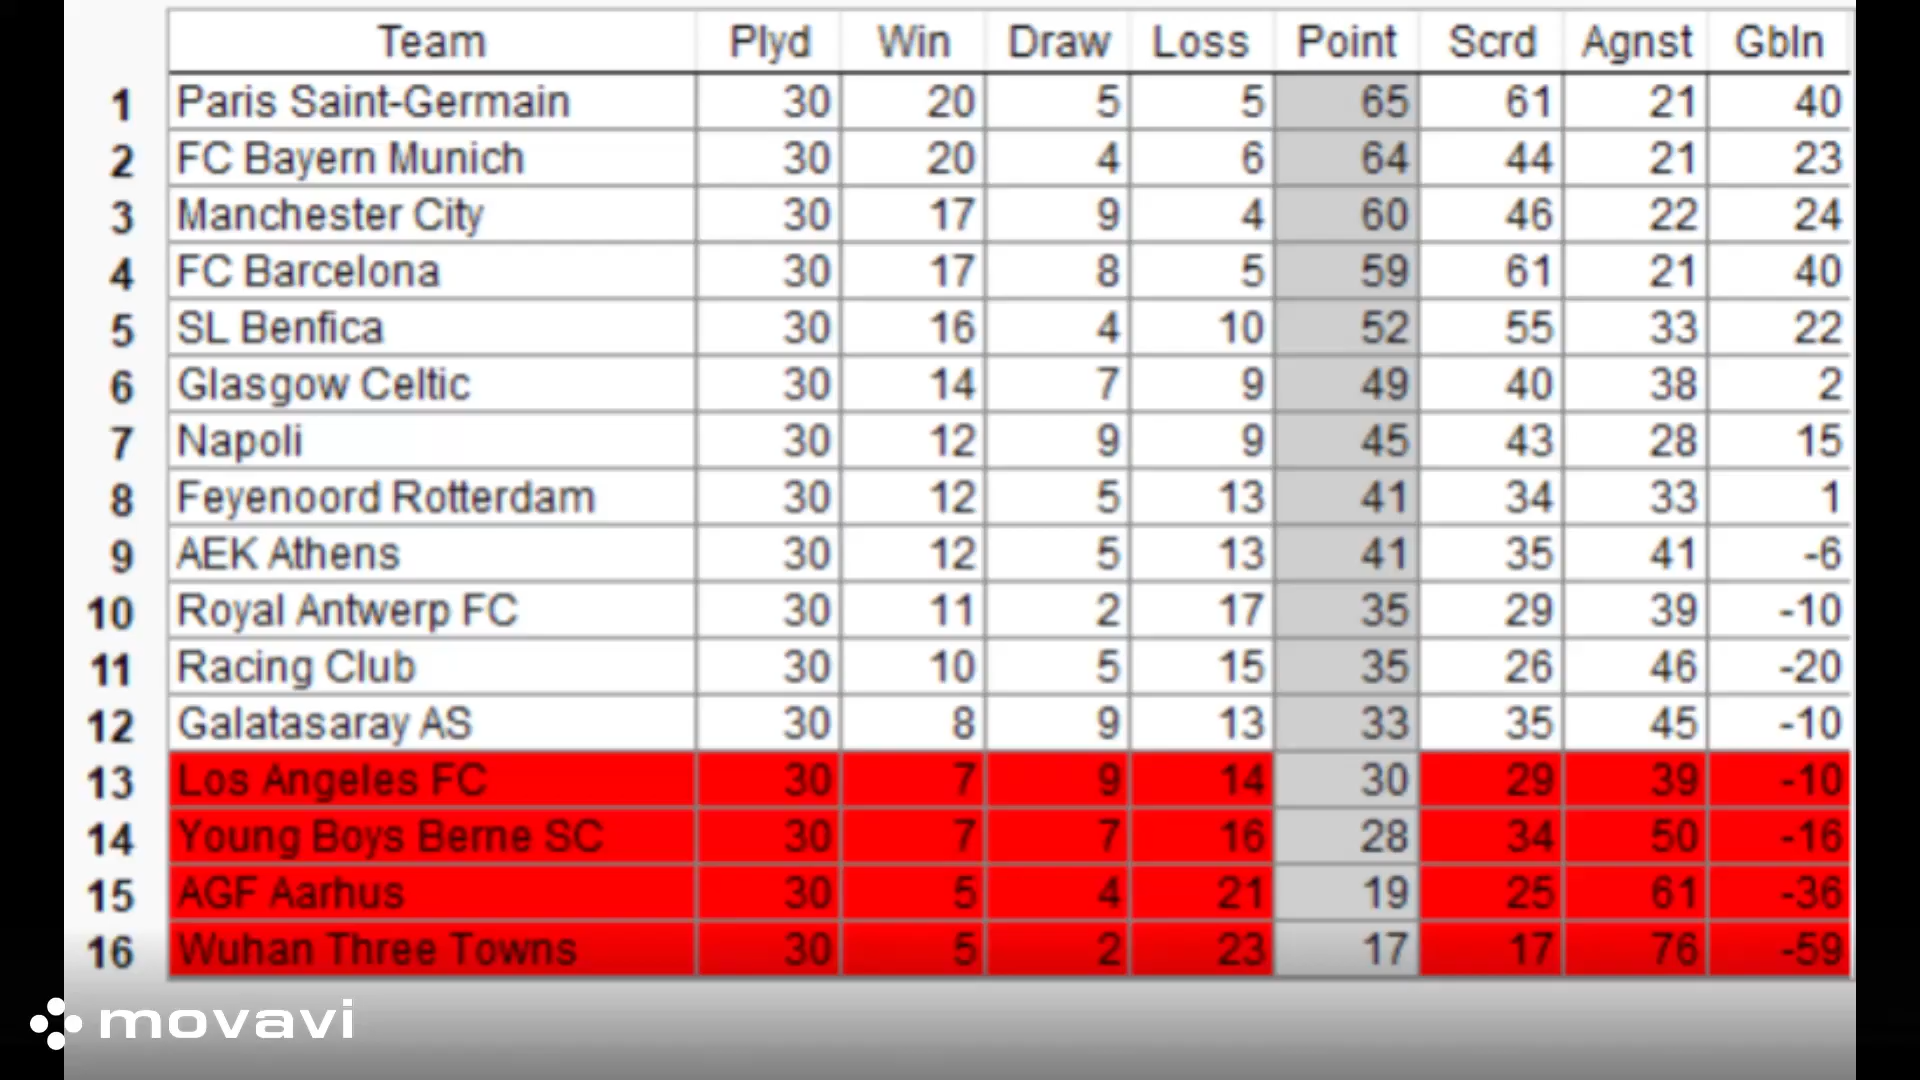 Team Plyd Win Draw Loss Point Scrd Agnst Gbln
1 Paris Saint-Germain 30 20 5 5 65 61 21 40
2 FC Bayern Munich 30 20 4 6 64 44 21 23
3 Manchester City 30 17 9 4 60 46 22 24
4 FC Barcelona 30 17 8 5 59 61 21 40
5 SL Benfica 30 16 4 10 52 55 33 22
6 Glasgow Celtic 30 14 7 9 49 40 38 2
7 Napoli 30 12 9 9 45 43 28 15
8 Feyenoord Rotterdam 30 12 5 13 41 34 33 1
9 AEK Athens 30 12 5 13 41 35 41 -6
10 Royal Antwerp FC 30 11 2 17 35 29 39 -10
11 Racing Club 30 10 5 15 35 26 46 -20
12 Galatasaray AS 30 8 9 13 33 35 45 -10
13 Los Angeles FC 30 7 9 14 30 29 39 -10
14 Young Boys Berne SC 30 7 7 16 28 34 50 -16
15 AGF Aarhus 30 5 4 21 19 25 61 -36
16 Wuhan Three Towns 30 5 2 23 17 17 76 -59
movavi